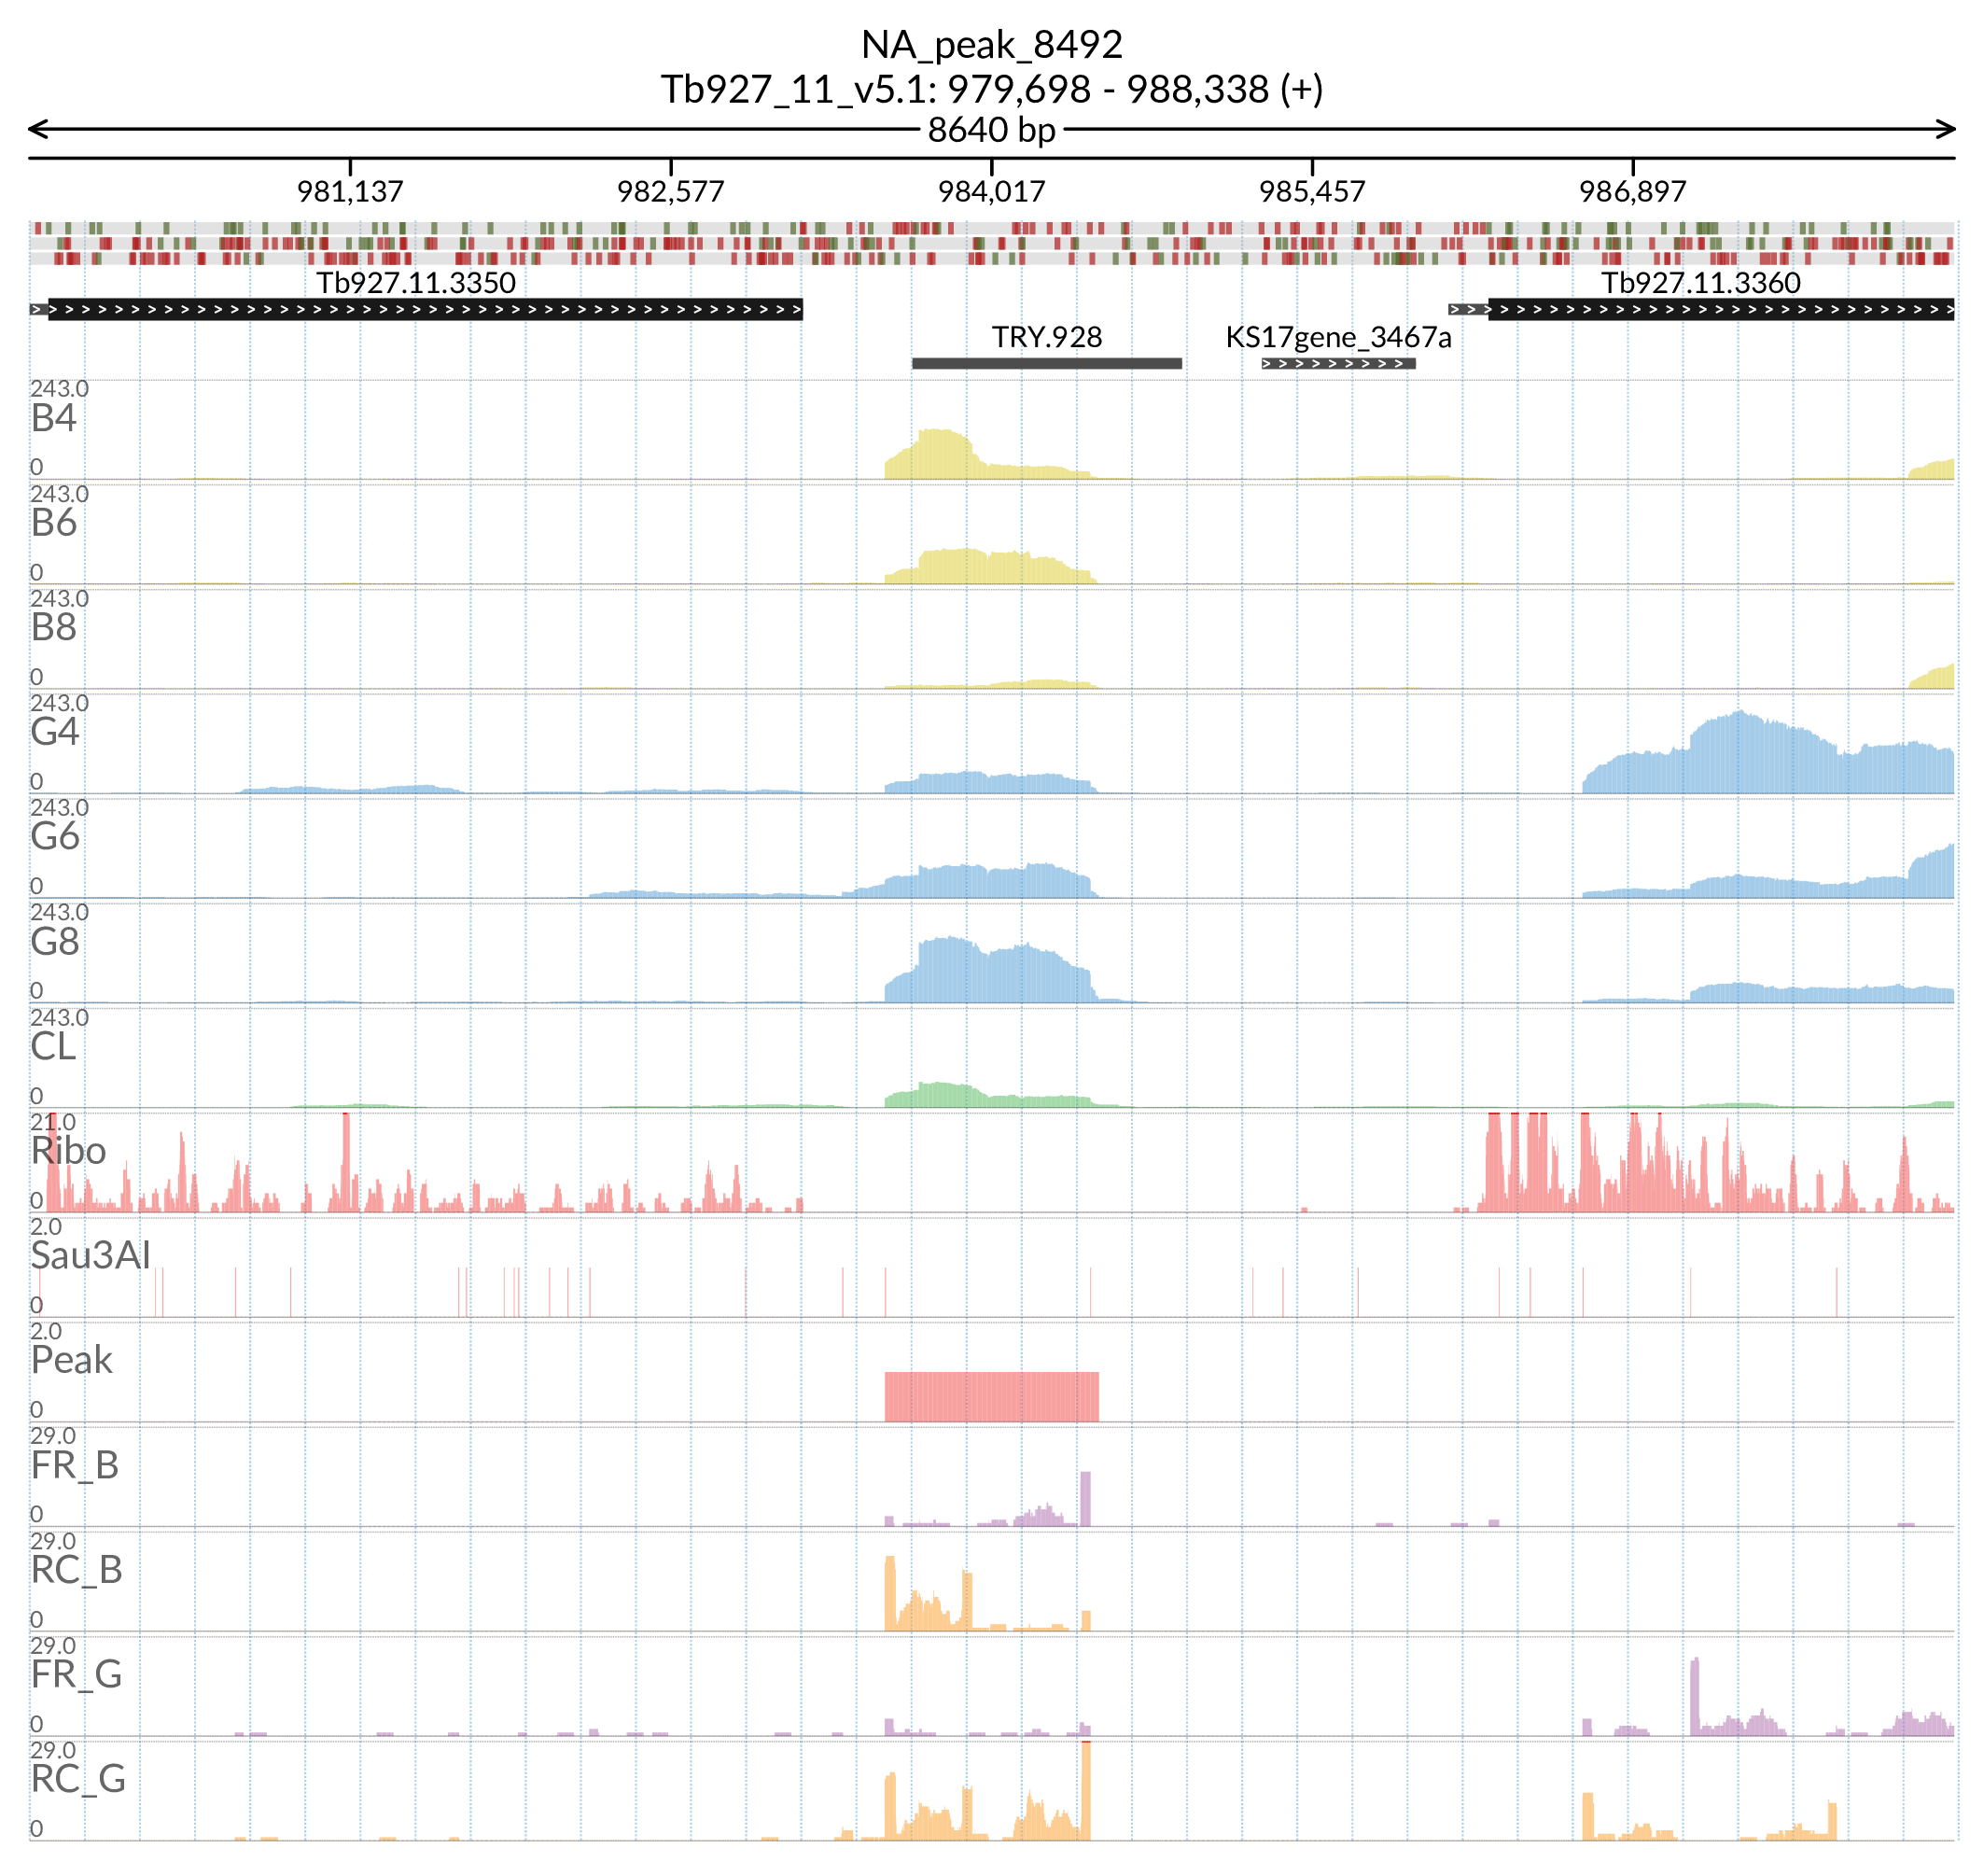 NA_peak_8492
Tb927_11_v5.1: 979,698 - 988,338 (+)
8640 bp
981,137 982,577 984,017 985,457 986,897
Tb927.11.3350 Tb927.11.3360
TRY.928 KS17gene_3467a
243.0
B4
0
243.0
B6
0
243.0
B8
0
243.0
G4
0
243.0
G6
0
243.0
G8
0
243.0
CL
0
21.0
Ribo
0
2.0
Sau3AI
0
2.0
Peak
0
29.0
FR_B
0
29.0
RC_B
0
29.0
FR_G
0
29.0
RC_G
0